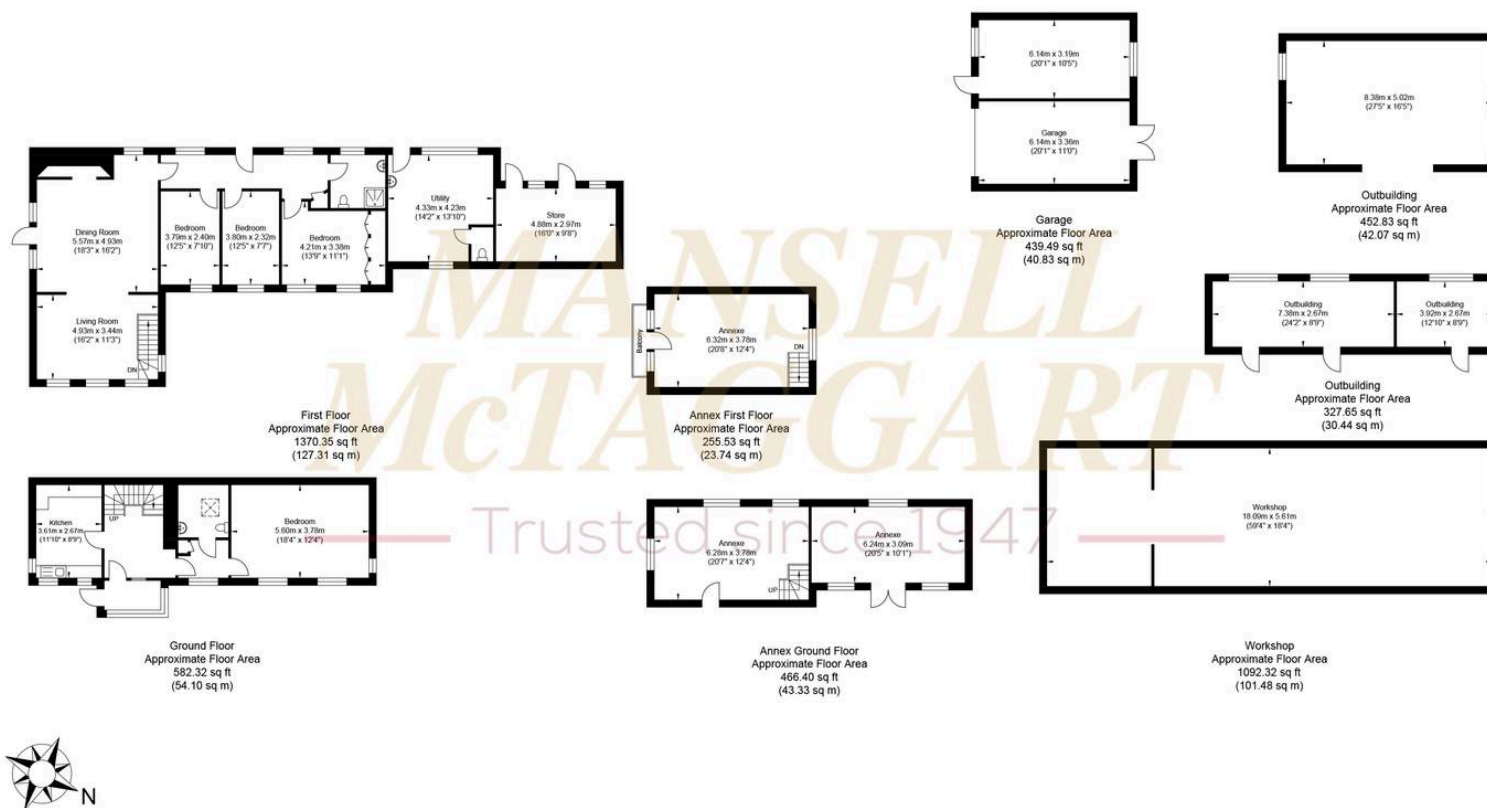 6.14m x 3.19m
(20'1" x 10'5")
Garage
6.14m x 3.36m
(20'1" x 11'0")
Garage
Approximate Floor Area
439.49 sq ft
(40.83 sq m)
8.38m x 5.02m
(27'5" x 16'5")
Outbuilding
Approximate Floor Area
452.83 sq ft
(42.07 sq m)
Dining Room
5.57m x 4.93m
(18'3" x 16'2")
Bedroom
3.79m x 2.40m
(12'5" x 7'10")
Bedroom
3.80m x 2.32m
(12'5" x 7'7")
Bedroom
4.21m x 3.38m
(13'9" x 11'1")
Utility
4.33m x 4.23m
(14'2" x 13'10")
Store
4.88m x 2.97m
(16'0" x 9'8")
Living Room
4.93m x 3.44m
(16'2" x 11'3")
DN
First Floor
Approximate Floor Area
1370.35 sq ft
(127.31 sq m)
Balcony
Annexe
6.32m x 3.78m
(20'8" x 12'4")
DN
Annex First Floor
Approximate Floor Area
255.53 sq ft
(23.74 sq m)
Outbuilding
7.38m x 2.67m
(24'2" x 8'9")
Outbuilding
3.92m x 2.67m
(12'10" x 8'9")
Outbuilding
Approximate Floor Area
327.65 sq ft
(30.44 sq m)
MANSELL
McTAGGART
Trusted since 1947
Kitchen
3.61m x 2.67m
(11'10" x 8'9")
UP
Bedroom
5.60m x 3.78m
(18'4" x 12'4")
Ground Floor
Approximate Floor Area
582.32 sq ft
(54.10 sq m)
Annexe
6.28m x 3.78m
(20'7" x 12'4")
UP
Annexe
6.24m x 3.09m
(20'5" x 10'1")
Annex Ground Floor
Approximate Floor Area
466.40 sq ft
(43.33 sq m)
Workshop
18.09m x 5.61m
(59'4" x 18'4")
Workshop
Approximate Floor Area
1092.32 sq ft
(101.48 sq m)
N